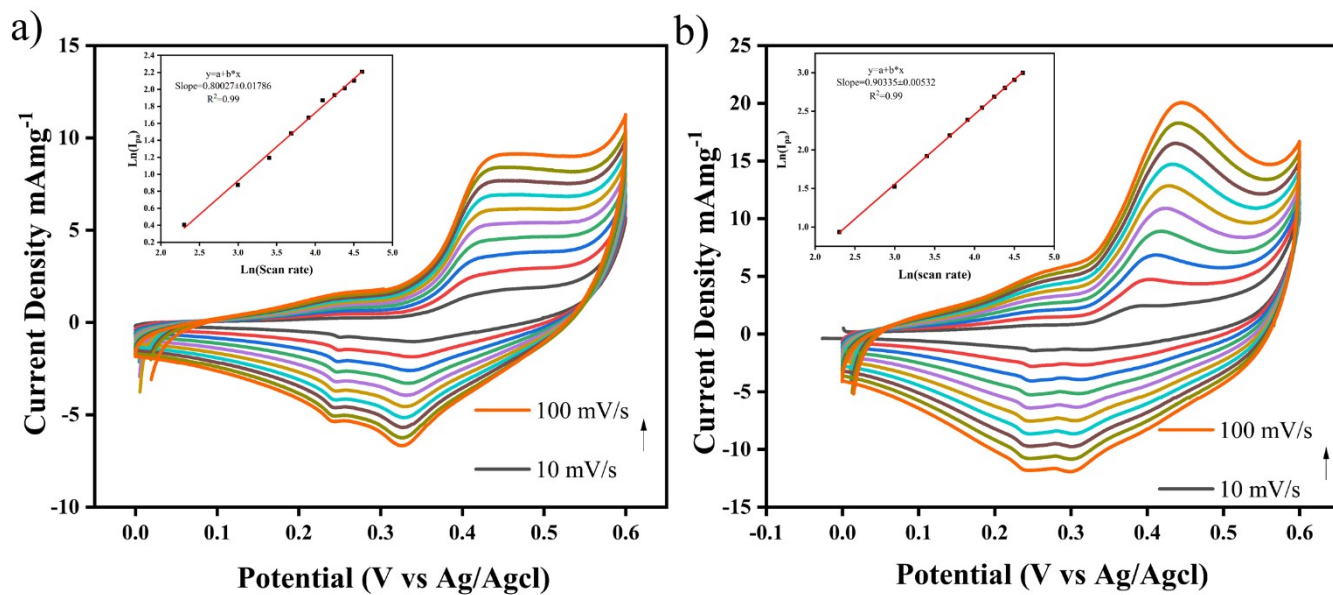 a)
15
10
5
0
-5
-10
Current Density mAmg⁻¹
0.0 0.1 0.2 0.3 0.4 0.5 0.6
Potential (V vs Ag/Agcl)
100 mV/s
10 mV/s
2.4
2.2
2.0
1.8
1.6
1.4
1.2
1.0
0.8
0.6
0.4
0.2
Ln(Iₚₐ)
y=a+b*x
Slope=0.80027±0.01786
R²=0.99
2.0 2.5 3.0 3.5 4.0 4.5 5.0
Ln(Scan rate)
b)
25
20
15
10
5
0
-5
-10
-15
Current Density mAmg⁻¹
-0.1 0.0 0.1 0.2 0.3 0.4 0.5 0.6
Potential (V vs Ag/Agcl)
100 mV/s
10 mV/s
3.0
2.5
2.0
1.5
1.0
Ln(Iₚₐ)
y=a+b*x
Slope=0.90335±0.00532
R²=0.99
2.0 2.5 3.0 3.5 4.0 4.5 5.0
Ln(scan rate)